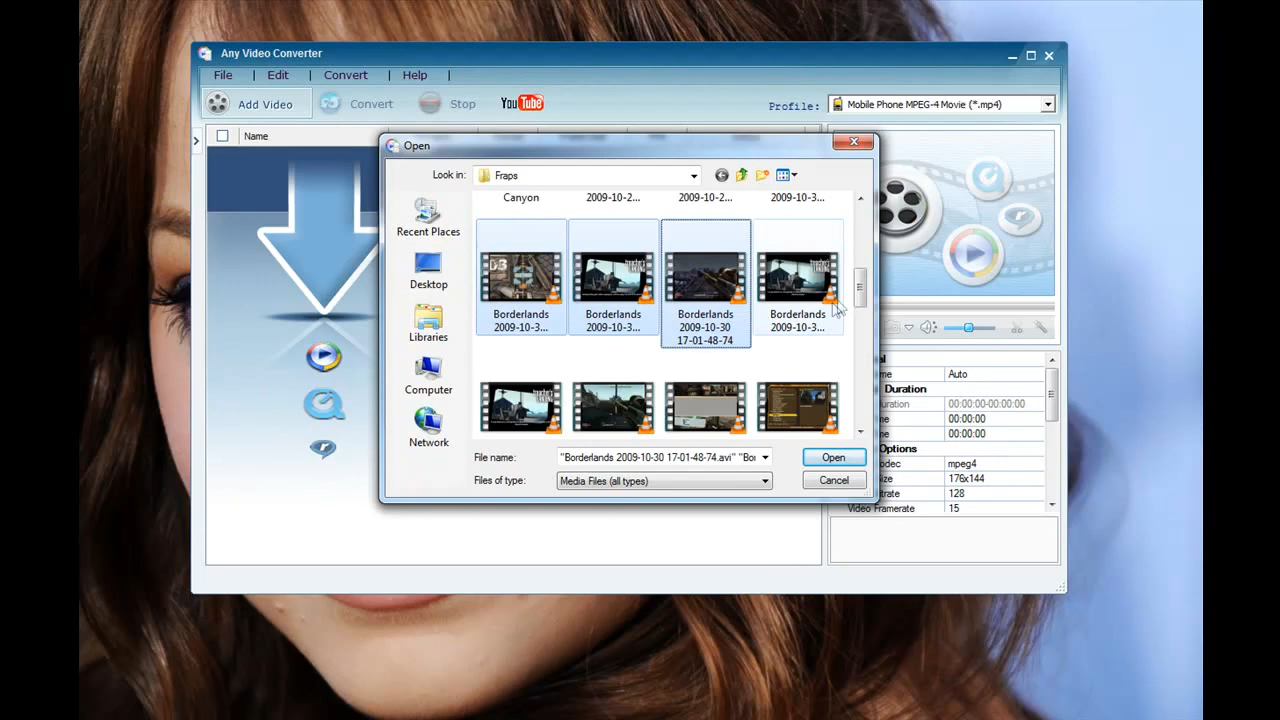 Any Video Converter
File Edit Convert Help
Add Video Convert Stop YouTube Profile: Mobile Phone MPEG-4 Movie (*.mp4)
Name
Open
Look in: Fraps
Canyon 2009-10-2... 2009-10-2... 2009-10-3...
Recent Places
Desktop
Libraries
Computer
Network
Borderlands 2009-10-3...
Borderlands 2009-10-3...
Borderlands 2009-10-30 17-01-48-74
Borderlands 2009-10-3...
File name: "Borderlands 2009-10-30 17-01-48-74.avi" "Bor
Open
Files of type: Media Files (all types)
Cancel
Auto
Duration
00:00:00-00:00:00
00:00:00
00:00:00
Options
mpeg4
176x144
128
Video Framerate 15